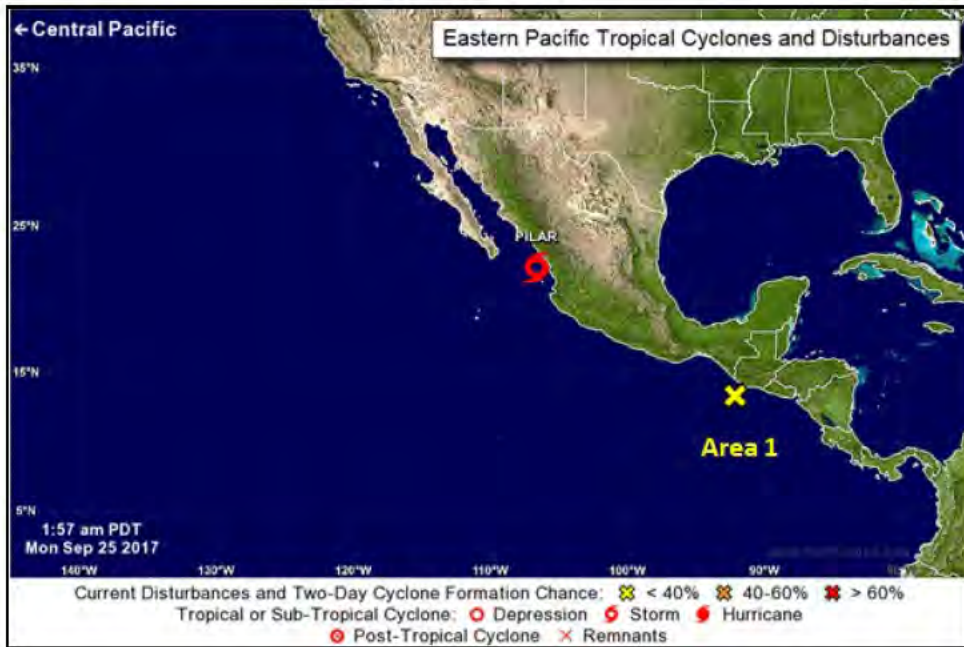 ←Central Pacific
Eastern Pacific Tropical Cyclones and Disturbances
35°N
25°N
PILAR
15°N
Area 1
5°N
1:57 am PDT
Mon Sep 25 2017
140°W 130°W 120°W 110°W 100°W 90°W
Current Disturbances and Two-Day Cyclone Formation Chance: < 40% 40-60% > 60%
Tropical or Sub-Tropical Cyclone: Depression Storm Hurricane
Post-Tropical Cyclone Remnants